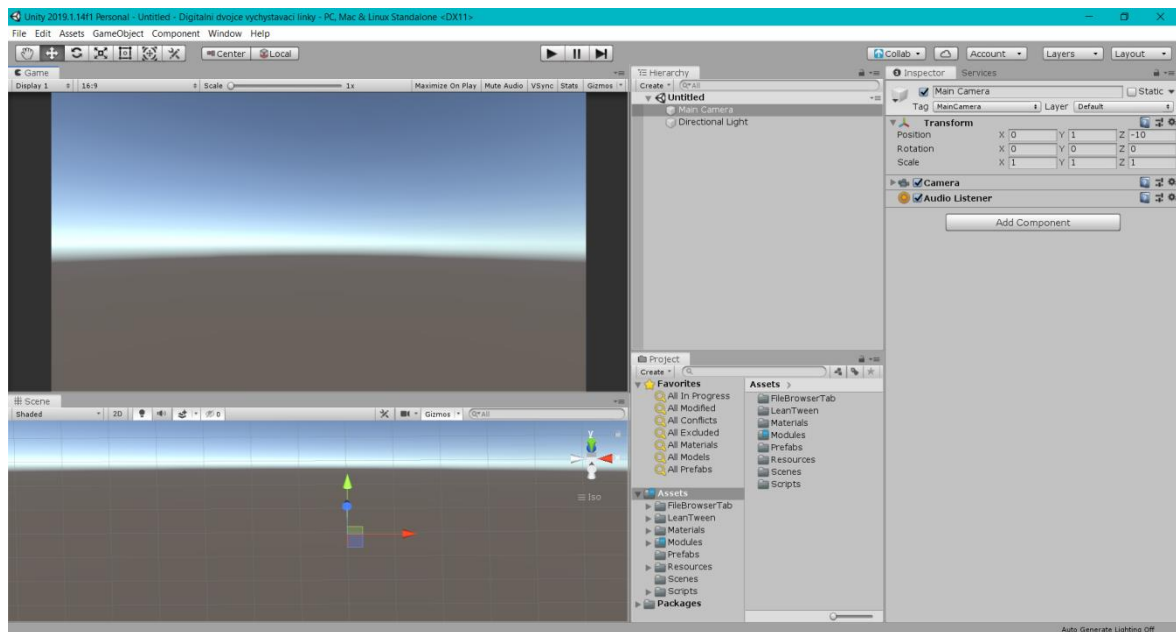 Unity 2019.1.14f1 Personal - Untitled - Digitalni dvojce vychystavaci linky - PC, Mac & Linux Standalone <DX11>
File Edit Assets GameObject Component Window Help
Center Local Collab Account Layers Layout
Game
Display 1 16:9 Scale 1x Maximize On Play Mute Audio VSync Stats Gizmos
Scene
Shaded 2D 0 Gizmos All
y
Iso
Hierarchy
Create All
Untitled
Main Camera
Directional Light
Project
Create
Favorites
All In Progress
All Modified
All Conflicts
All Excluded
All Materials
All Models
All Prefabs
Assets
FileBrowserTab
LeanTween
Materials
Modules
Prefabs
Resources
Scenes
Scripts
Packages
Assets
FileBrowserTab
LeanTween
Materials
Modules
Prefabs
Resources
Scenes
Scripts
Inspector Services
Main Camera Static
Tag MainCamera Layer Default
Transform
Position X 0 Y 1 Z -10
Rotation X 0 Y 0 Z 0
Scale X 1 Y 1 Z 1
Camera
Audio Listener
Add Component
Auto Generate Lighting Off